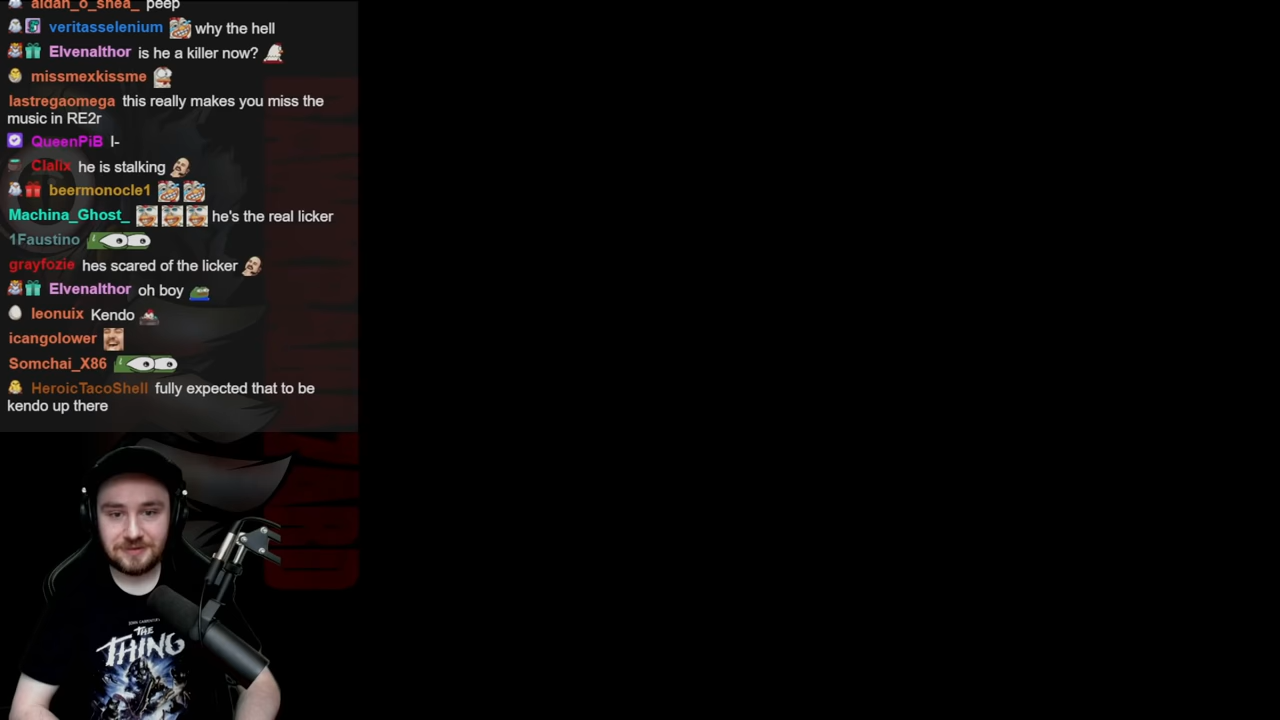 aidan_o_shea_ peep
veritasselenium why the hell
Elvenalthor is he a killer now?
missmexkissme
lastregaomega this really makes you miss the
music in RE2r
QueenPiB I-
Clalix he is stalking
beermonocle1
Machina_Ghost_ he's the real licker
1Faustino
grayfozie hes scared of the licker
Elvenalthor oh boy
leonuix Kendo
icangolower
Somchai_X86
HeroicTacoShell fully expected that to be
kendo up there
JOHN CARPENTER'S
THE
THING